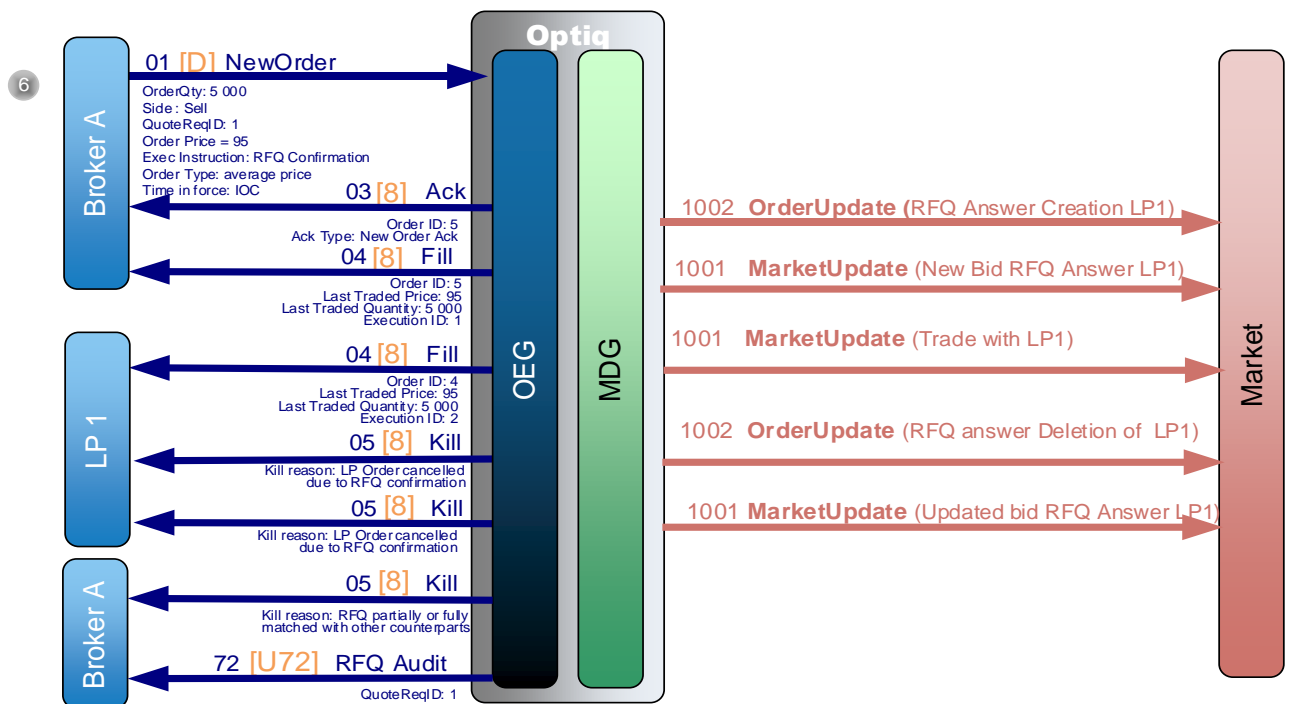 Optiq
6
Broker A
01 [D] NewOrder
OrderQty: 5 000
Side : Sell
QuoteReqID: 1
Order Price = 95
Exec Instruction: RFQ Confirmation
Order Type: average price
Time in force: IOC
03 [8] Ack
Order ID: 5
Ack Type: New Order Ack
04 [8] Fill
Order ID: 5
Last Traded Price: 95
Last Traded Quantity: 5 000
Execution ID: 1
LP 1
04 [8] Fill
Order ID: 4
Last Traded Price: 95
Last Traded Quantity: 5 000
Execution ID: 2
05 [8] Kill
Kill reason: LP Order cancelled
due to RFQ confirmation
05 [8] Kill
Kill reason: LP Order cancelled
due to RFQ confirmation
Broker A
05 [8] Kill
Kill reason: RFQ partially or fully
matched with other counterparts
72 [U72] RFQ Audit
QuoteReqID: 1
OEG
MDG
1002 OrderUpdate (RFQ Answer Creation LP1)
1001 MarketUpdate (New Bid RFQ Answer LP1)
1001 MarketUpdate (Trade with LP1)
1002 OrderUpdate (RFQ answer Deletion of LP1)
1001 MarketUpdate (Updated bid RFQ Answer LP1)
Market